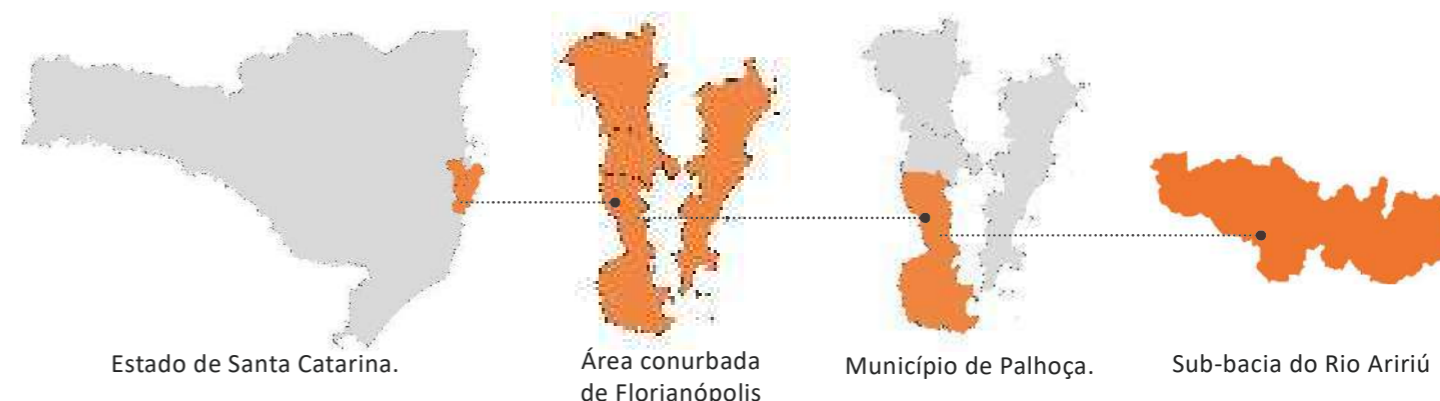 Estado de Santa Catarina.
Área conurbada
de Florianópolis
Município de Palhoça.
Sub-bacia do Rio Aririú